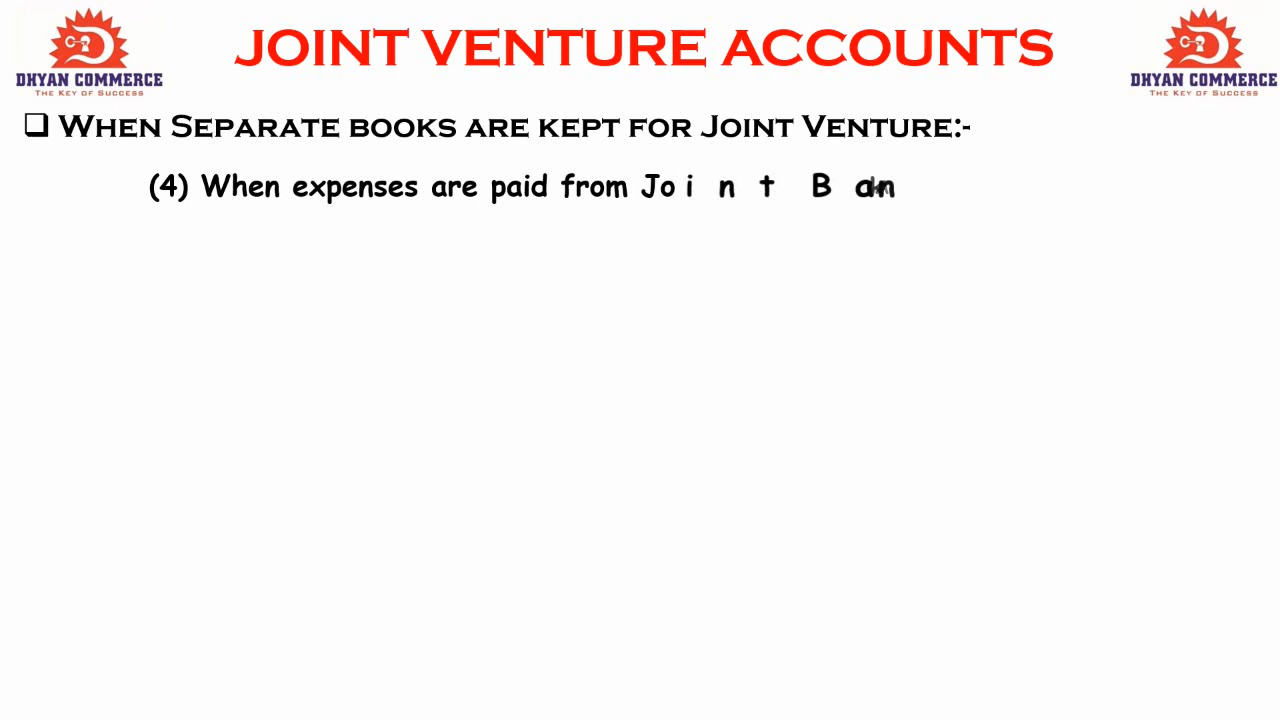 JOINT VENTURE ACCOUNTS
DHYAN COMMERCE
The Key of Success
DHYAN COMMERCE
The Key of Success
❑ When Separate books are kept for Joint Venture:-
(4) When expenses are paid from Joint Ban